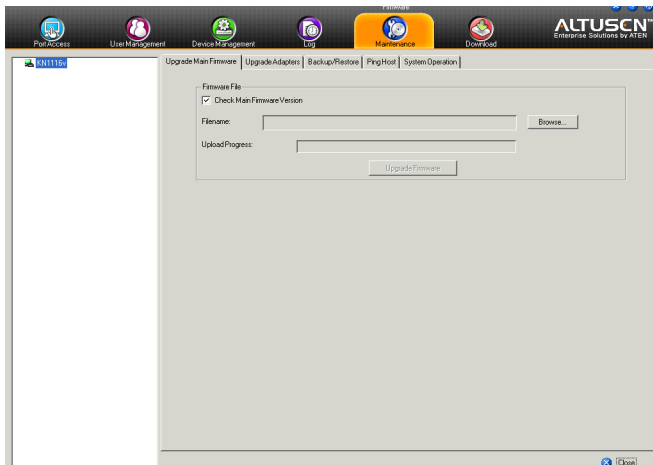 Firmware
Port Access
User Management
Device Management
Log
Maintenance
Download
ALTUSEN™
Enterprise Solutions by ATEN
KN1116v
Upgrade Main Firmware
Upgrade Adapters
Backup/Restore
Ping Host
System Operation
Firmware File
Check Main Firmware Version
Filename:
Browse...
Upload Progress:
Upgrade Firmware
Close